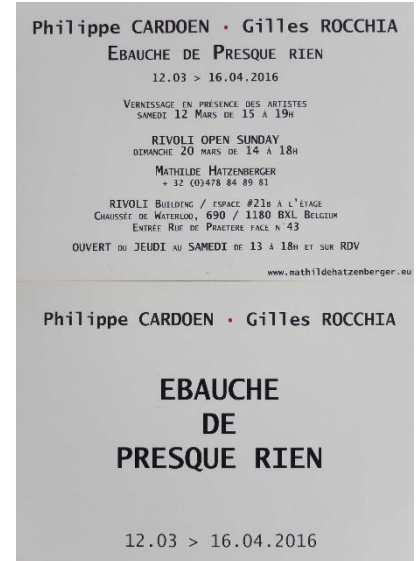 Philippe CARDOEN • Gilles ROCCHIA
EBAUCHE DE PRESQUE RIEN
12.03 > 16.04.2016
VERNISSAGE EN PRÉSENCE DES ARTISTES
SAMEDI 12 MARS DE 15 À 19H
RIVOLI OPEN SUNDAY
DIMANCHE 20 MARS DE 14 À 18H
MATHILDE HATZENBERGER
+ 32 (0)478 84 89 81
RIVOLI BUILDING / ESPACE #21B À L'ÉTAGE
CHAUSSÉE DE WATERLOO, 690 / 1180 BXL BELGIUM
ENTRÉE RUE DE PRAETERE FACE N°43
OUVERT DU JEUDI AU SAMEDI DE 13 À 18H ET SUR RDV
www.mathildehatzenberger.eu
Philippe CARDOEN • Gilles ROCCHIA
EBAUCHE
DE
PRESQUE RIEN
12.03 > 16.04.2016